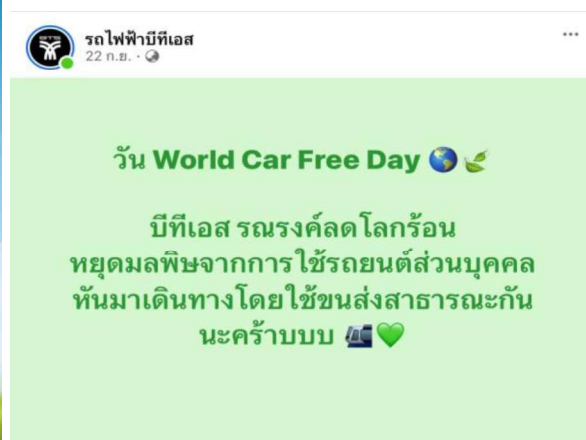 BTS
รถไฟฟ้าบีทีเอส
22 ก.ย. ·
วัน World Car Free Day 🌎🍃
บีทีเอส รณรงค์ลดโลกร้อน
หยุดมลพิษจากการใช้รถยนต์ส่วนบุคคล
หันมาเดินทางโดยใช้ขนส่งสาธารณะกัน
นะคร้าบบบ 🚈💚